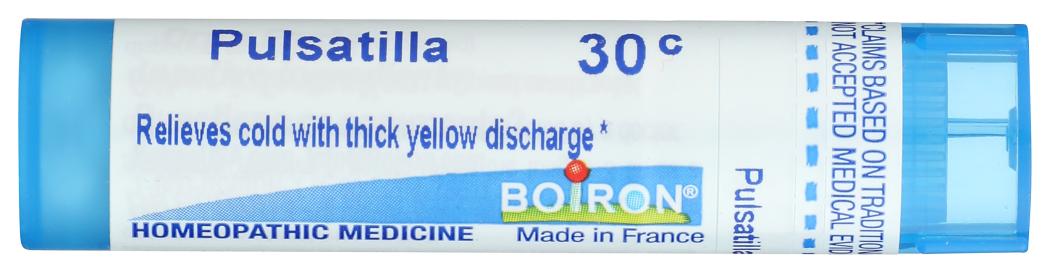 Pulsatilla 30c
Relieves cold with thick yellow discharge*
BOIRON®
HOMEOPATHIC MEDICINE
Made in France
Pulsatill
*CLAIMS BASED ON TRADITION
NOT ACCEPTED MEDICAL EVID